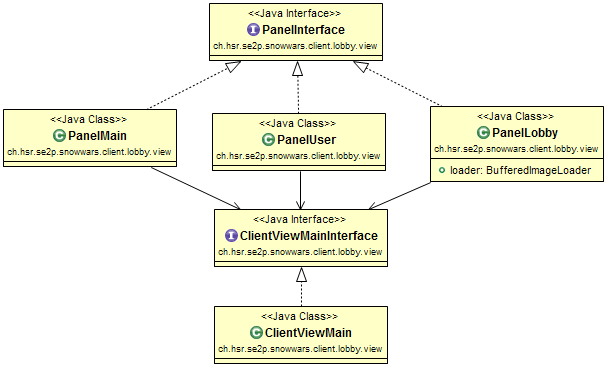 <<Java Interface>>
I PanelInterface
ch.hsr.se2p.snowwars.client.lobby.view
<<Java Class>>
C PanelMain
ch.hsr.se2p.snowwars.client.lobby.view
<<Java Class>>
C PanelUser
ch.hsr.se2p.snowwars.client.lobby.view
<<Java Class>>
C PanelLobby
ch.hsr.se2p.snowwars.client.lobby.view
loader: BufferedImageLoader
<<Java Interface>>
I ClientViewMainInterface
ch.hsr.se2p.snowwars.client.lobby.view
<<Java Class>>
C ClientViewMain
ch.hsr.se2p.snowwars.client.lobby.view